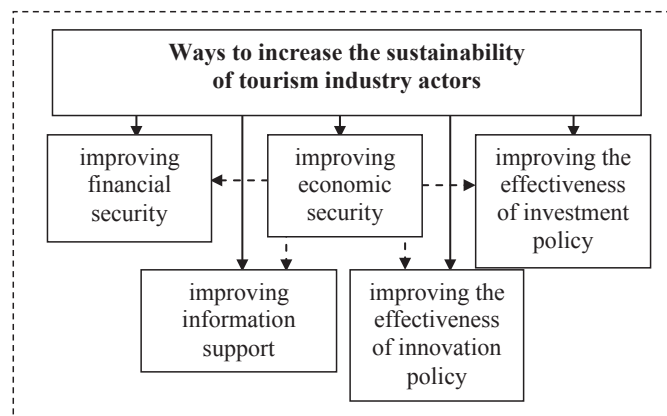 Ways to increase the sustainability
of tourism industry actors
improving
financial
security
improving
economic
security
improving the
effectiveness
of investment
policy
improving
information
support
improving the
effectiveness
of innovation
policy